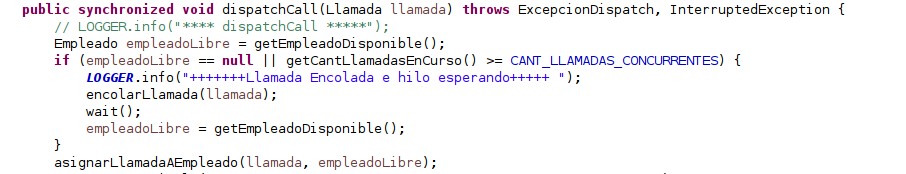 public synchronized void dispatchCall(Llamada llamada) throws ExcepcionDispatch, InterruptedException {
// LOGGER.info("**** dispatchCall *****");
Empleado empleadoLibre = getEmpleadoDisponible();
if (empleadoLibre == null || getCantLlamadasEnCurso() >= CANT_LLAMADAS_CONCURRENTES) {
LOGGER.info("+++++++Llamada Encolada e hilo esperando+++++ ");
encolarLlamada(llamada);
wait();
empleadoLibre = getEmpleadoDisponible();
}
asignarLlamadaAEmpleado(llamada, empleadoLibre);